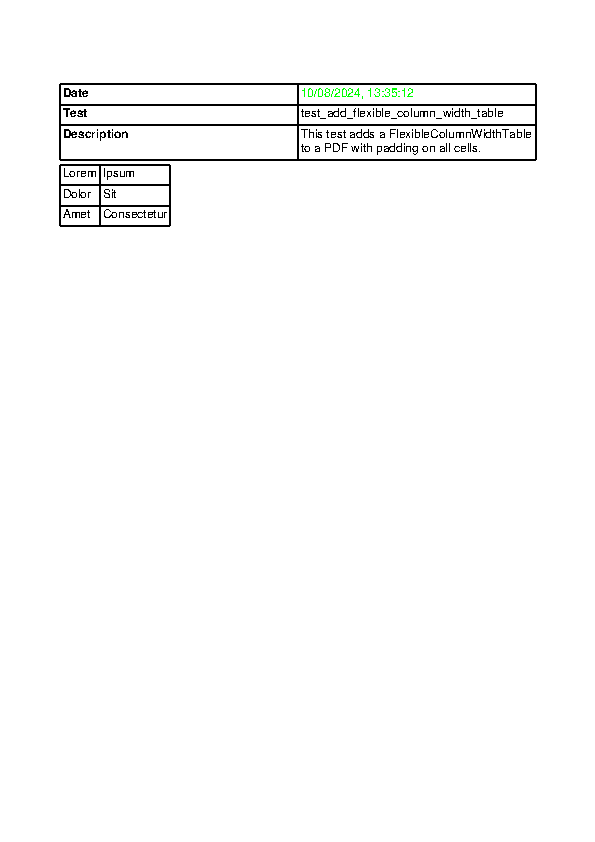 Date 10/08/2024, 13:35:12
Test test_add_flexible_column_width_table
Description This test adds a FlexibleColumnWidthTable
to a PDF with padding on all cells.
Lorem Ipsum
Dolor Sit
Amet Consectetur